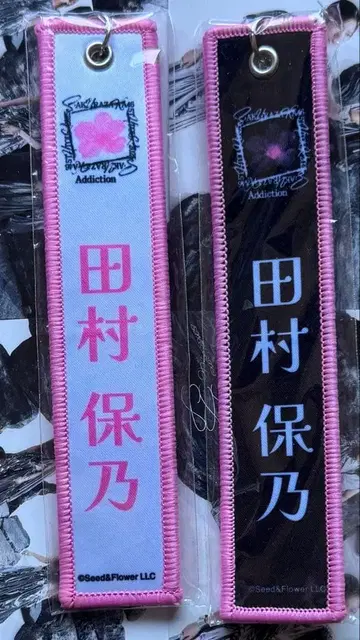 Addiction
田村 保乃
©Seed&Flower LLC
Addiction
田村 保乃
©Seed&Flower LLC